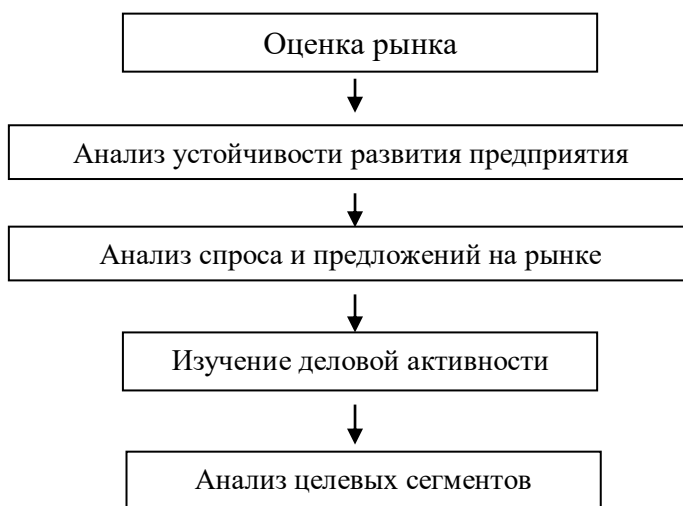 Оценка рынка
Анализ устойчивости развития предприятия
Анализ спроса и предложений на рынке
Изучение деловой активности
Анализ целевых сегментов